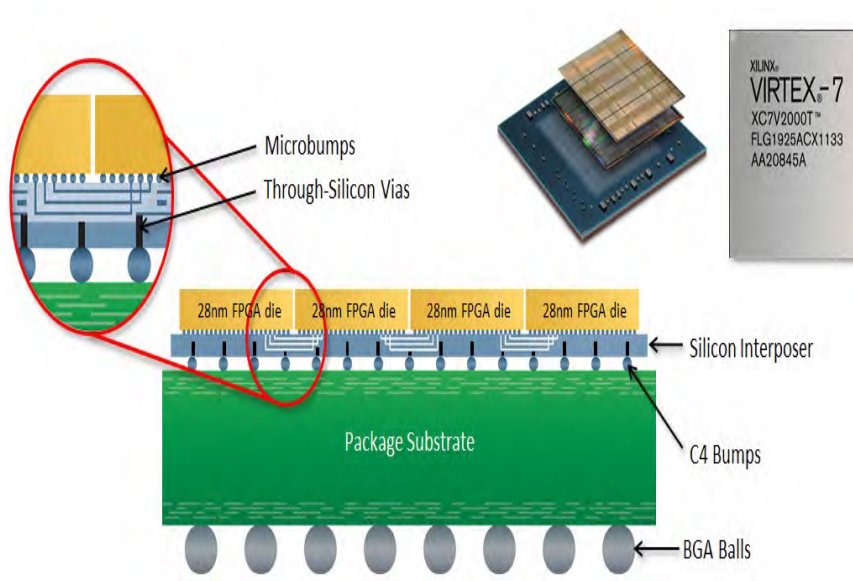 XILINX®
VIRTEX®-7
XC7V2000T™
FLG1925ACX1133
AA20845A
Microbumps
Through-Silicon Vias
28nm FPGA die 28nm FPGA die 28nm FPGA die 28nm FPGA die
Silicon Interposer
Package Substrate
C4 Bumps
BGA Balls